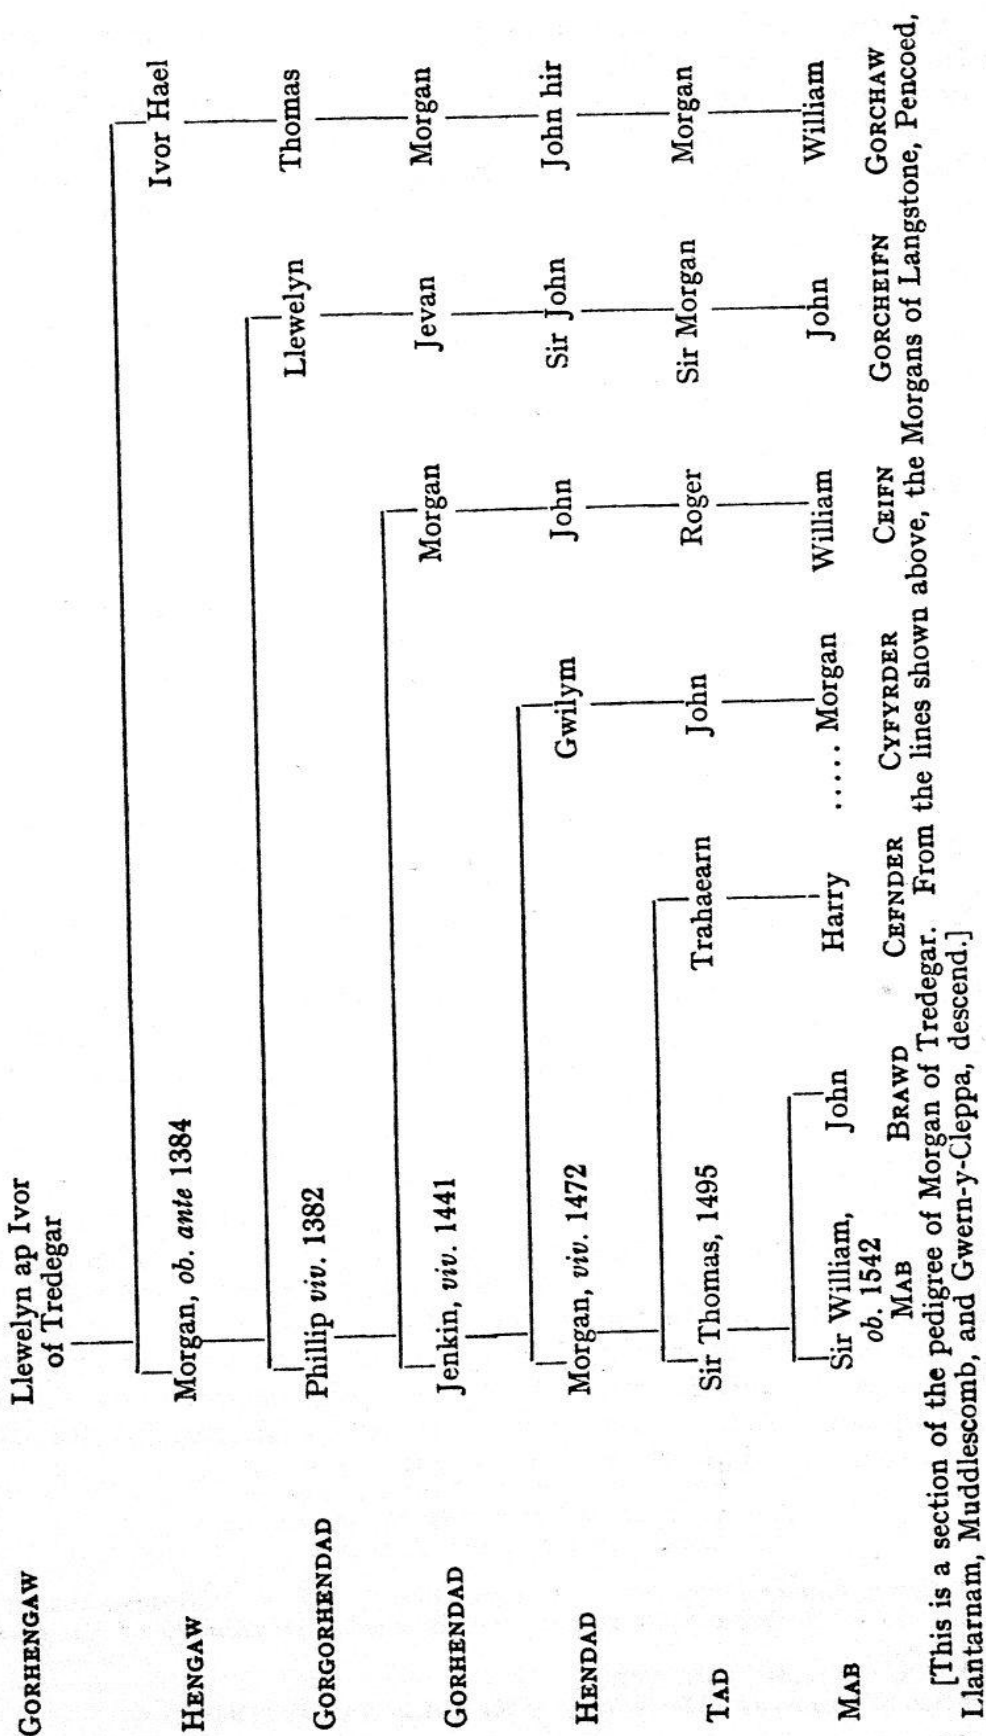 GORHENGAW Llewelyn ap Ivor
of Tredegar
HENGAW Morgan, ob. ante 1384 Ivor Hael
GORGORHENDAD Phillip viv. 1382 Llewelyn Thomas
GORHENDAD Jenkin, viv. 1441 Morgan Jevan Morgan
HENDAD Morgan, viv. 1472 Gwilym John Sir John John hir
TAD Sir Thomas, 1495 Trahaearn John Roger Sir Morgan Morgan
MAB Sir William, John Harry ..... Morgan William John William
ob. 1542
MAB BRAWD CEFNDER CYFYRDER CEIFN GORCHEIFN GORCHAW
[This is a section of the pedigree of Morgan of Tredegar. From the lines shown above, the Morgans of Langstone, Pencoed,
Llantarnam, Muddlescomb, and Gwern-y-Cleppa, descend.]